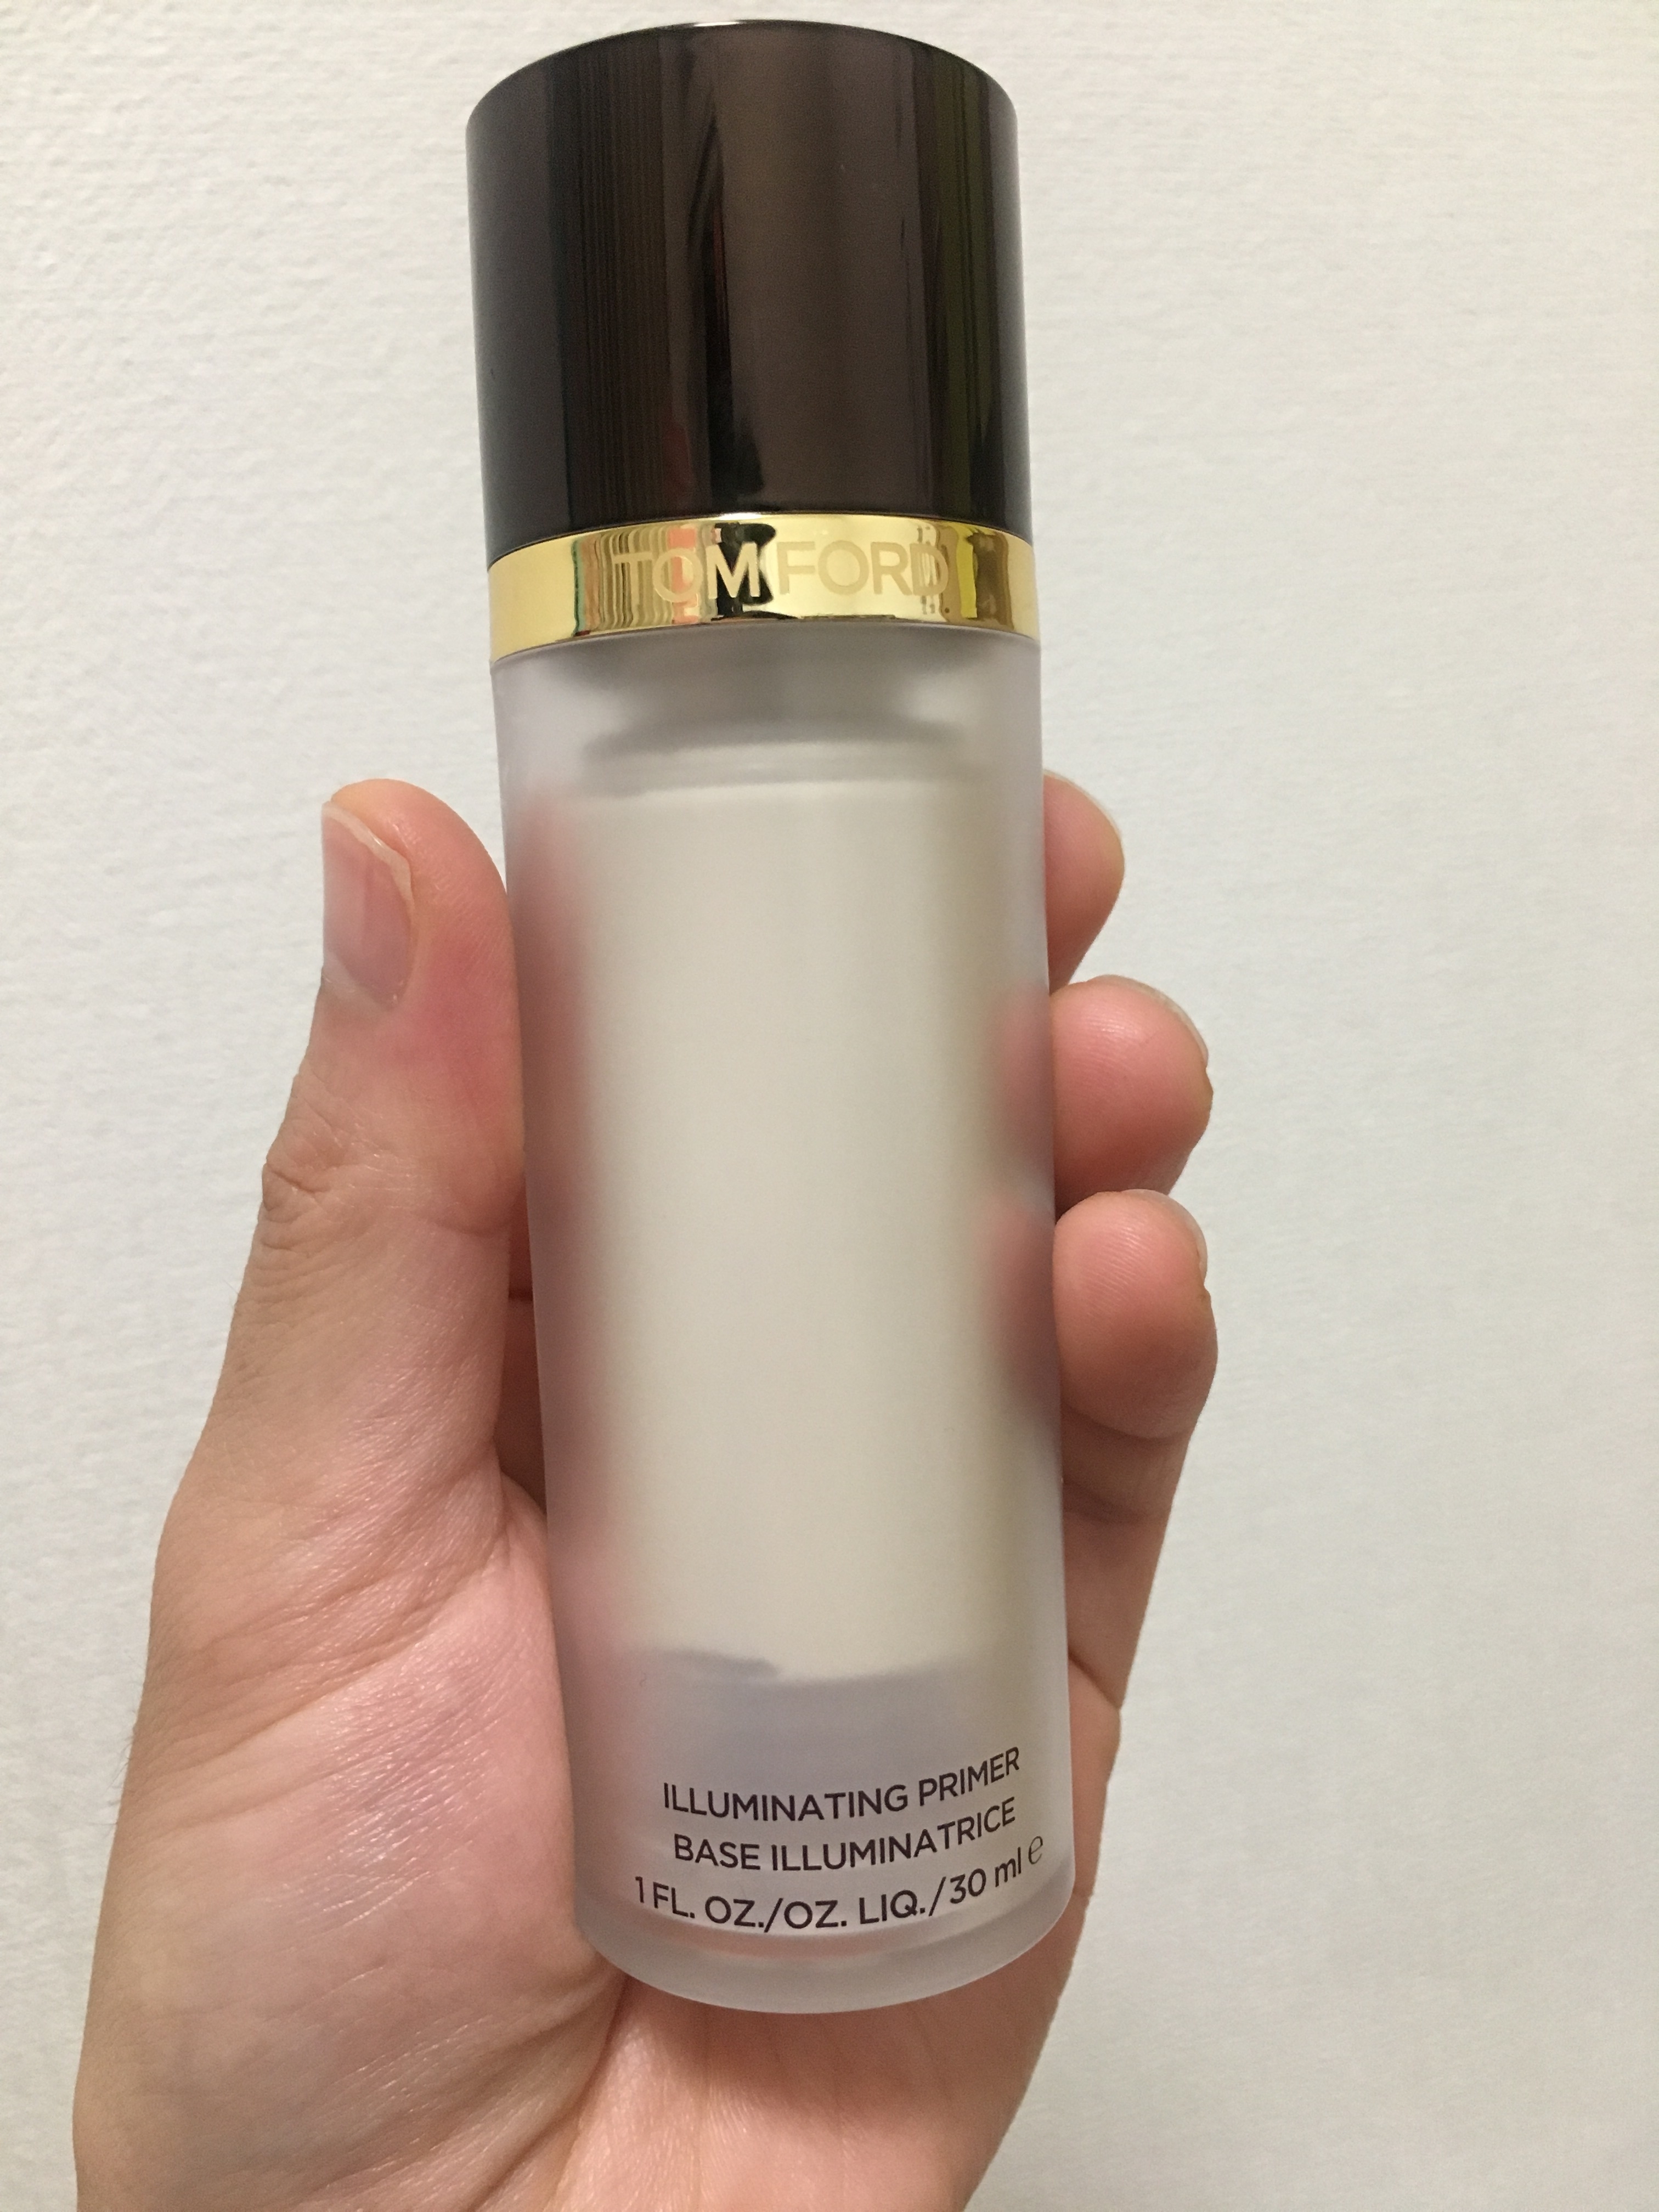 TOM FORD
ILLUMINATING PRIMER
BASE ILLUMINATRICE
1 FL. OZ./OZ. LIQ./30 ml ℮